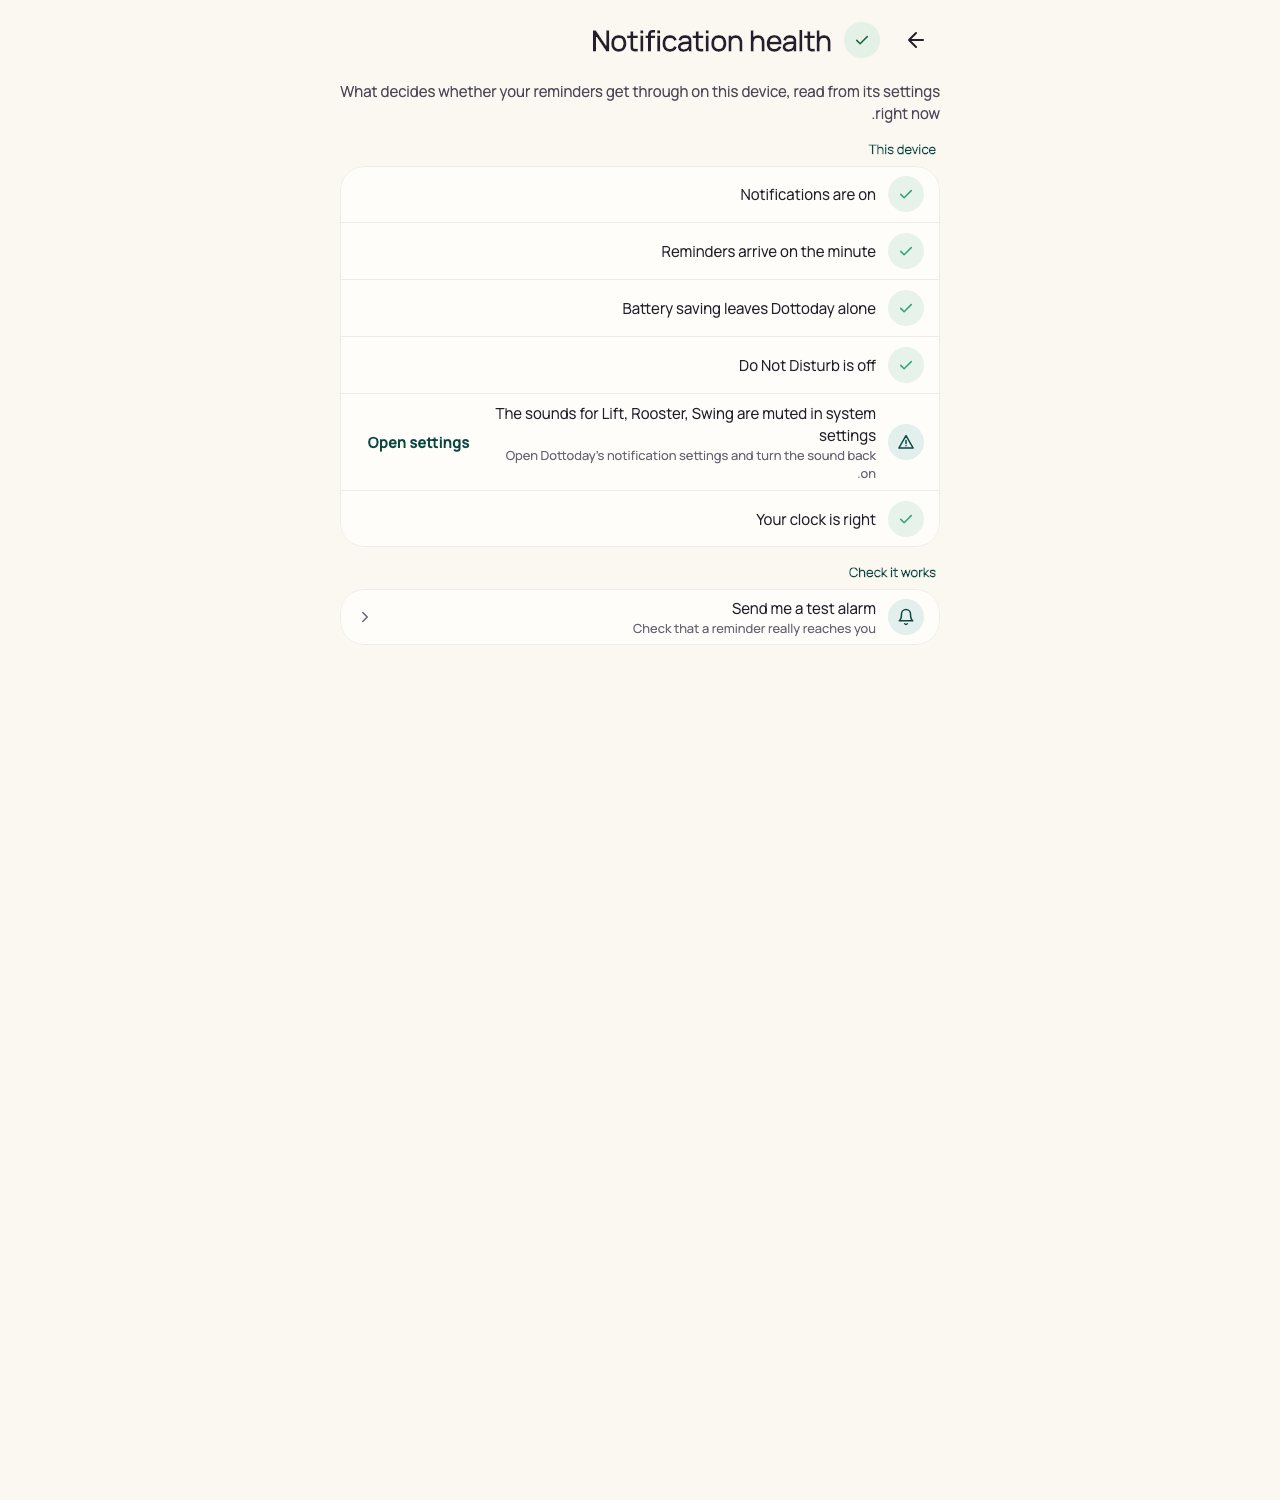 Notification health
What decides whether your reminders get through on this device, read from its settings
.right now
This device
Notifications are on
Reminders arrive on the minute
Battery saving leaves Dottoday alone
Do Not Disturb is off
The sounds for Lift, Rooster, Swing are muted in system
settings
Open Dottoday's notification settings and turn the sound back
.on
Open settings
Your clock is right
Check it works
Send me a test alarm
Check that a reminder really reaches you